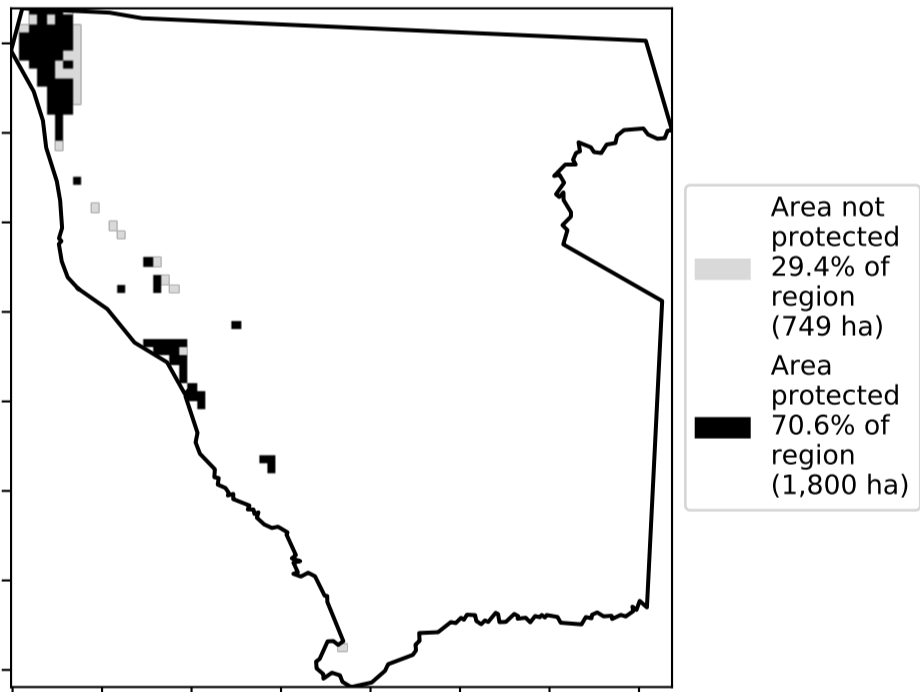 Area not
protected
29.4% of
region
(749 ha)
Area
protected
70.6% of
region
(1,800 ha)